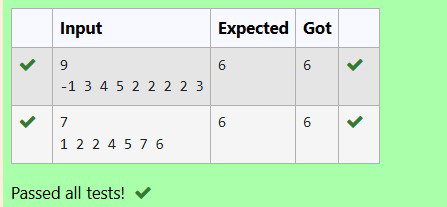 Input Expected Got
9 6 6
-1 3 4 5 2 2 2 2 3
7 6 6
1 2 2 4 5 7 6
Passed all tests!